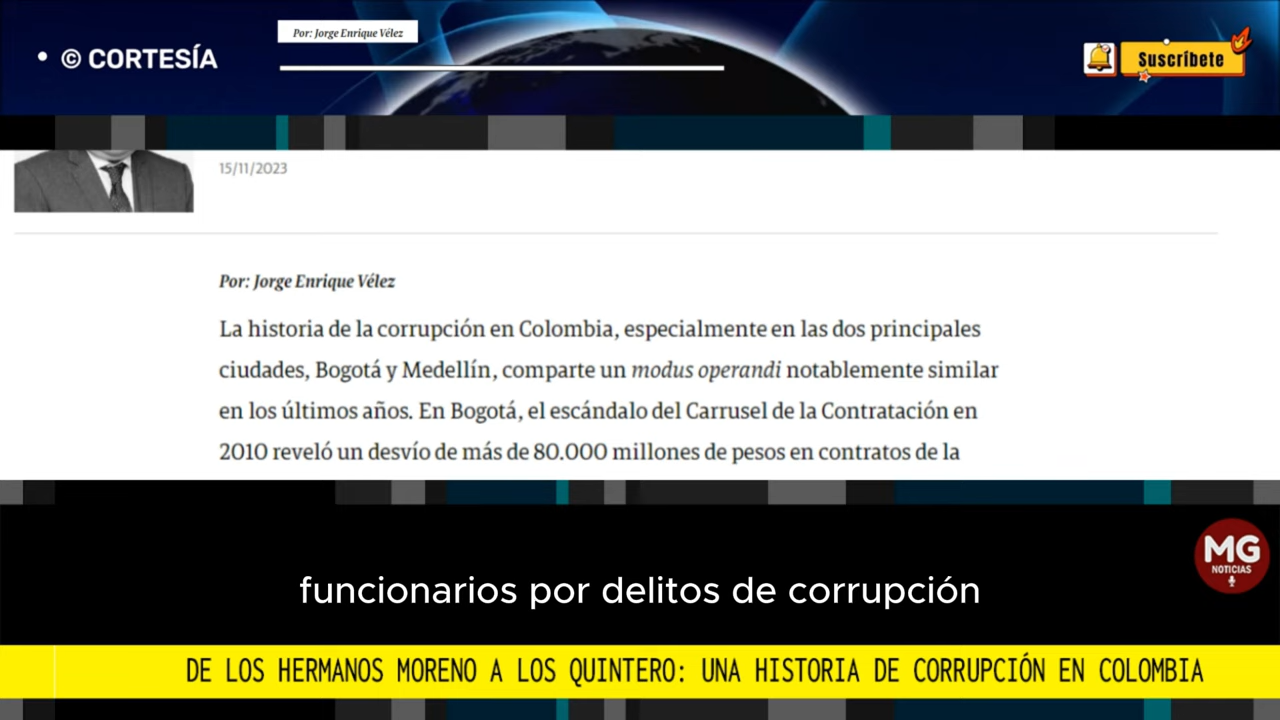 Por: Jorge Enrique Vélez
• © CORTESÍA
Suscríbete
15/11/2023
Por: Jorge Enrique Vélez
La historia de la corrupción en Colombia, especialmente en las dos principales
ciudades, Bogotá y Medellín, comparte un modus operandi notablemente similar
en los últimos años. En Bogotá, el escándalo del Carrusel de la Contratación en
2010 reveló un desvío de más de 80.000 millones de pesos en contratos de la
MG
NOTICIAS
funcionarios por delitos de corrupción
DE LOS HERMANOS MORENO A LOS QUINTERO: UNA HISTORIA DE CORRUPCIÓN EN COLOMBIA